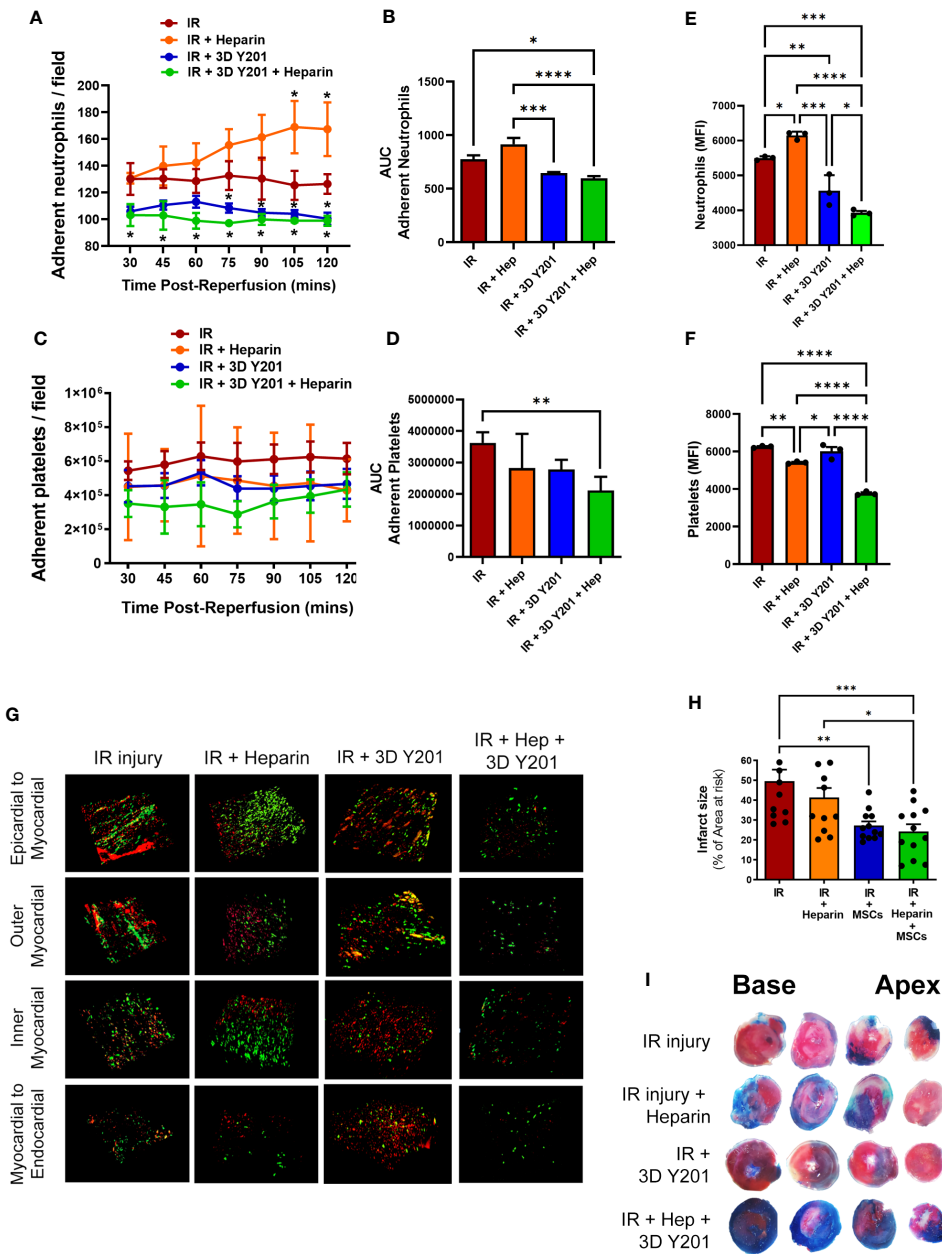 A
IR
IR + Heparin
IR + 3D Y201
IR + 3D Y201 + Heparin
Adherent neutrophils / field
200
180
160
140
120
100
80
* *
* * * *
* * * * * * *
30 45 60 75 90 105 120
Time Post-Reperfusion (mins)
B
*
****
***
AUC
Adherent Neutrophils
1500
1000
500
0
IR
IR + Hep
IR + 3D Y201
IR + 3D Y201 + Hep
E
***
**
****
* *** *
Neutrophils (MFI)
7000
6000
5000
4000
3000
IR
IR + Hep
IR + 3D Y201
IR + 3D Y201 + Hep
C
IR
IR + Heparin
IR + 3D Y201
IR + 3D Y201 + Heparin
Adherent platelets / field
1×10⁶
8×10⁵
6×10⁵
4×10⁵
2×10⁵
0
30 45 60 75 90 105 120
Time Post-Reperfusion (mins)
D
**
AUC
Adherent Platelets
5000000
4000000
3000000
2000000
1000000
0
IR
IR + Hep
IR + 3D Y201
IR + 3D Y201 + Hep
F
****
****
** * ****
Platelets (MFI)
8000
6000
4000
2000
0
IR
IR + Hep
IR + 3D Y201
IR + 3D Y201 + Hep
G
IR injury IR + Heparin IR + 3D Y201 IR + Hep +
3D Y201
Epicardial to
Myocardial
Outer
Myocardial
Inner
Myocardial
Myocardial to
Endocardial
H
***
*
**
Infarct size
(% of Area at risk)
60
50
40
30
20
10
0
IR IR IR IR
+ + +
Heparin MSCs Heparin
+
MSCs
I
Base Apex
IR injury
IR injury +
Heparin
IR +
3D Y201
IR + Hep +
3D Y201